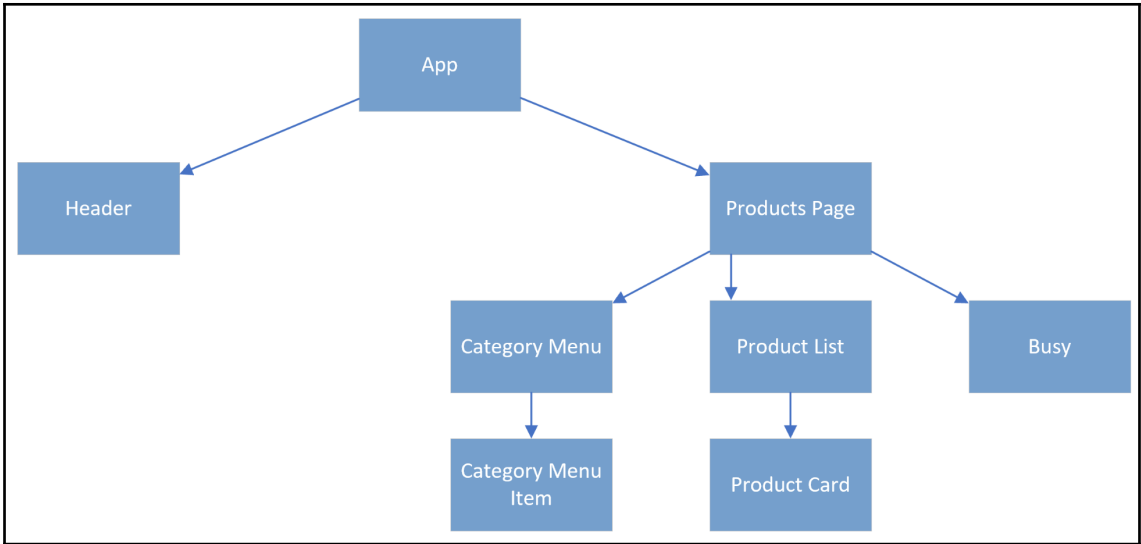 App
Header
Products Page
Category Menu
Product List
Busy
Category Menu
Item
Product Card